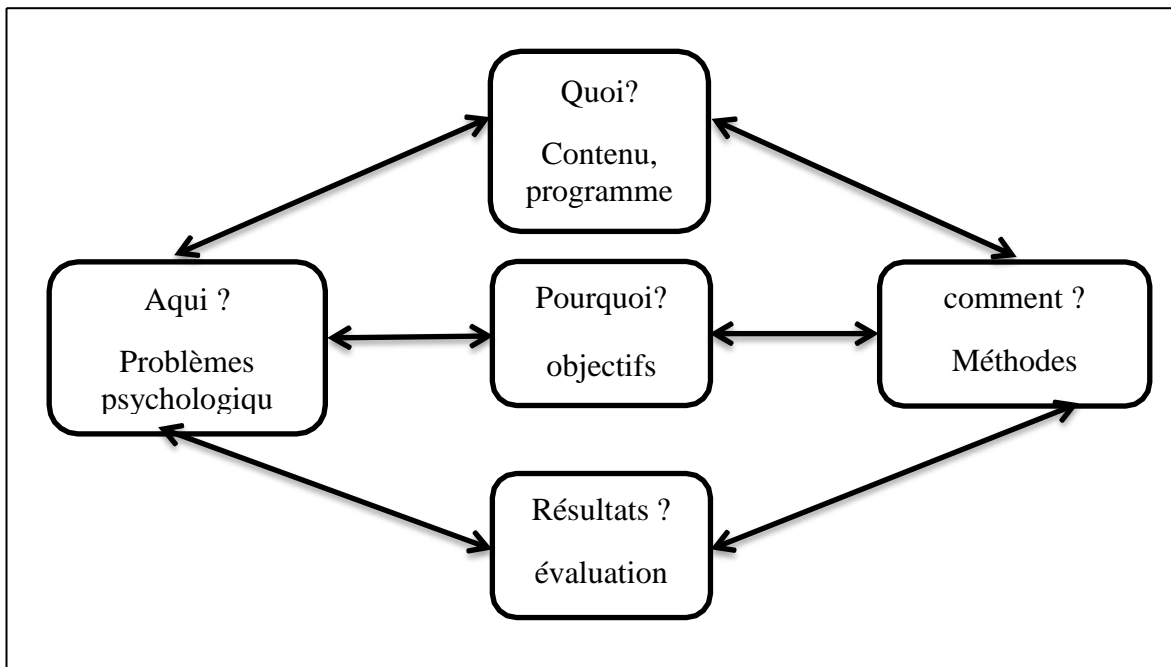 Quoi?
Contenu,
programme
Aqui ?
Problèmes
psychologiqu
Pourquoi?
objectifs
comment ?
Méthodes
Résultats ?
évaluation